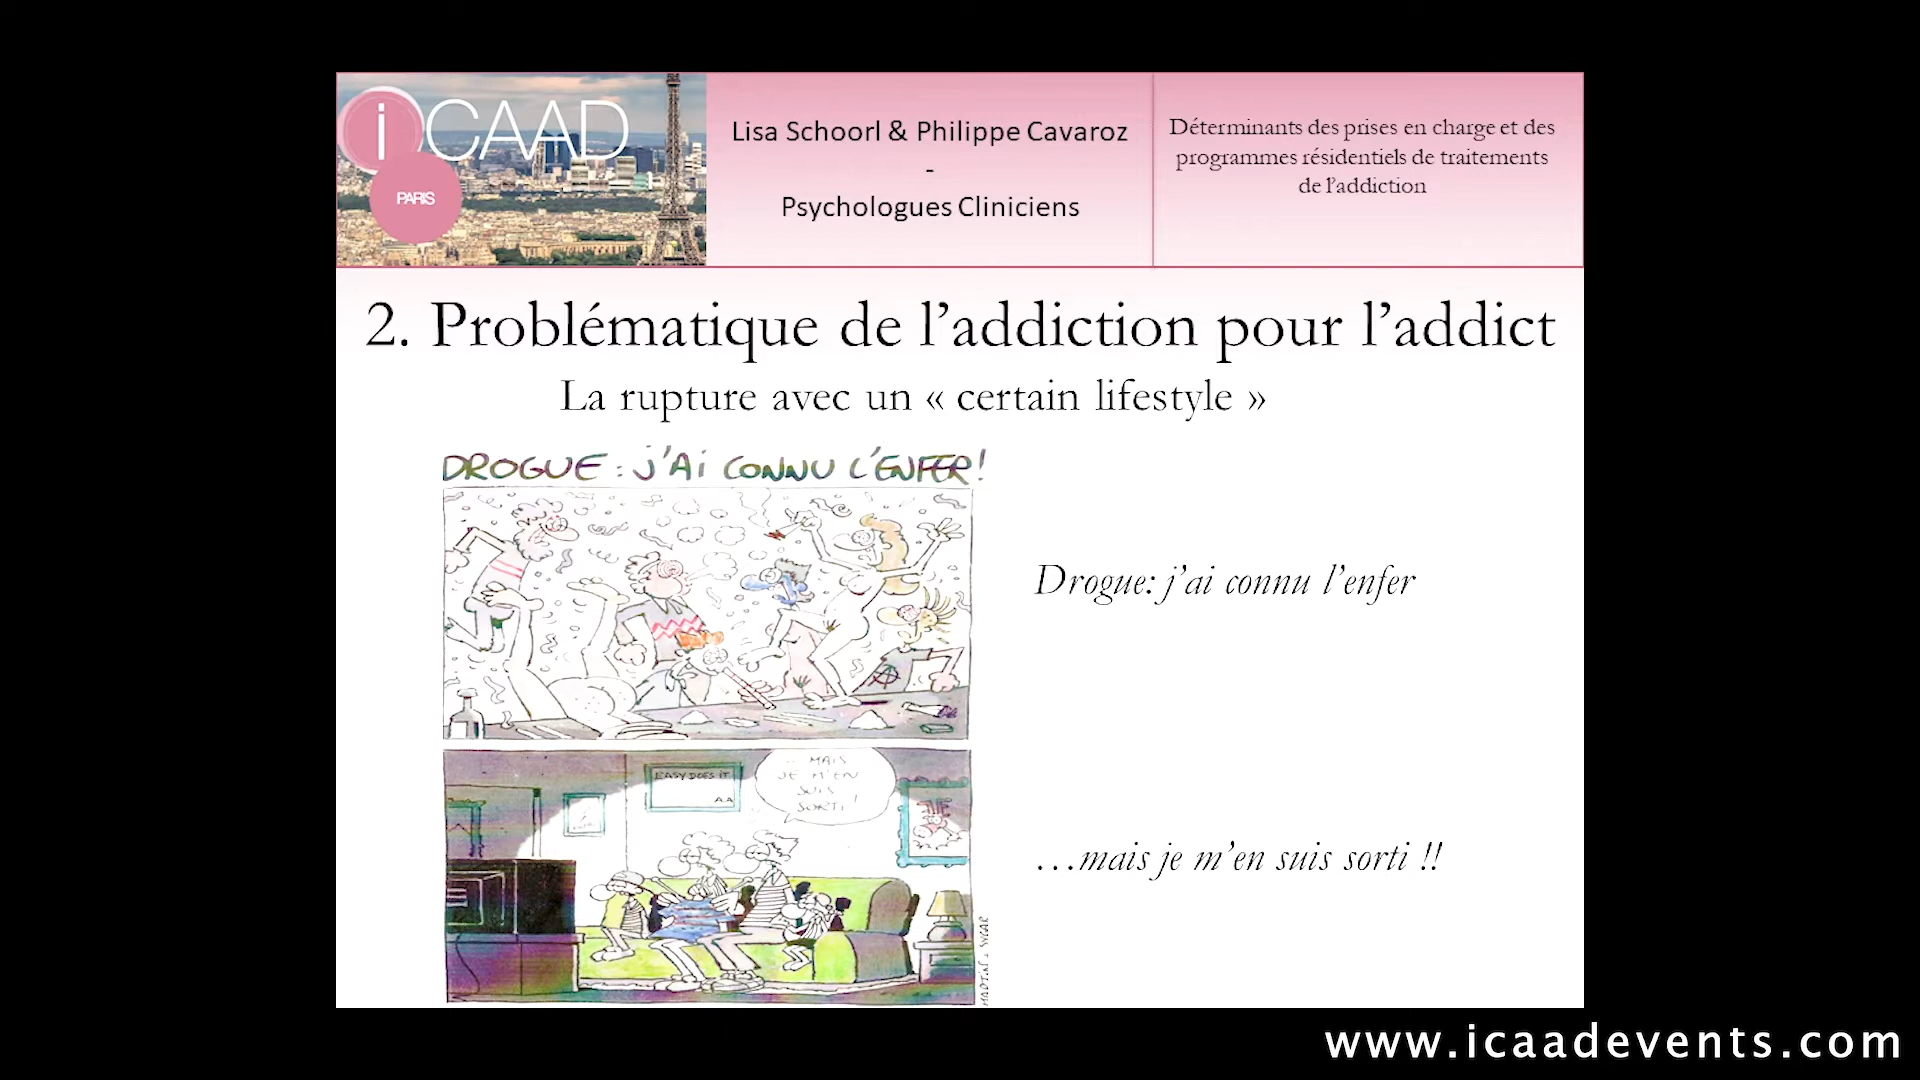 iCAAD
PARIS
Lisa Schoorl & Philippe Cavaroz
-
Psychologues Cliniciens
Déterminants des prises en charge et des
programmes résidentiels de traitements
de l'addiction
2. Problématique de l'addiction pour l'addict
La rupture avec un « certain lifestyle »
DROGUE : J'Ai CONNU L'ENFER!
Drogue: j'ai connu l'enfer
EASY DOES IT
AA
... MAIS
JE M'EN
SUIS
SORTI!
…mais je m'en suis sorti !!
www.icaadevents.com